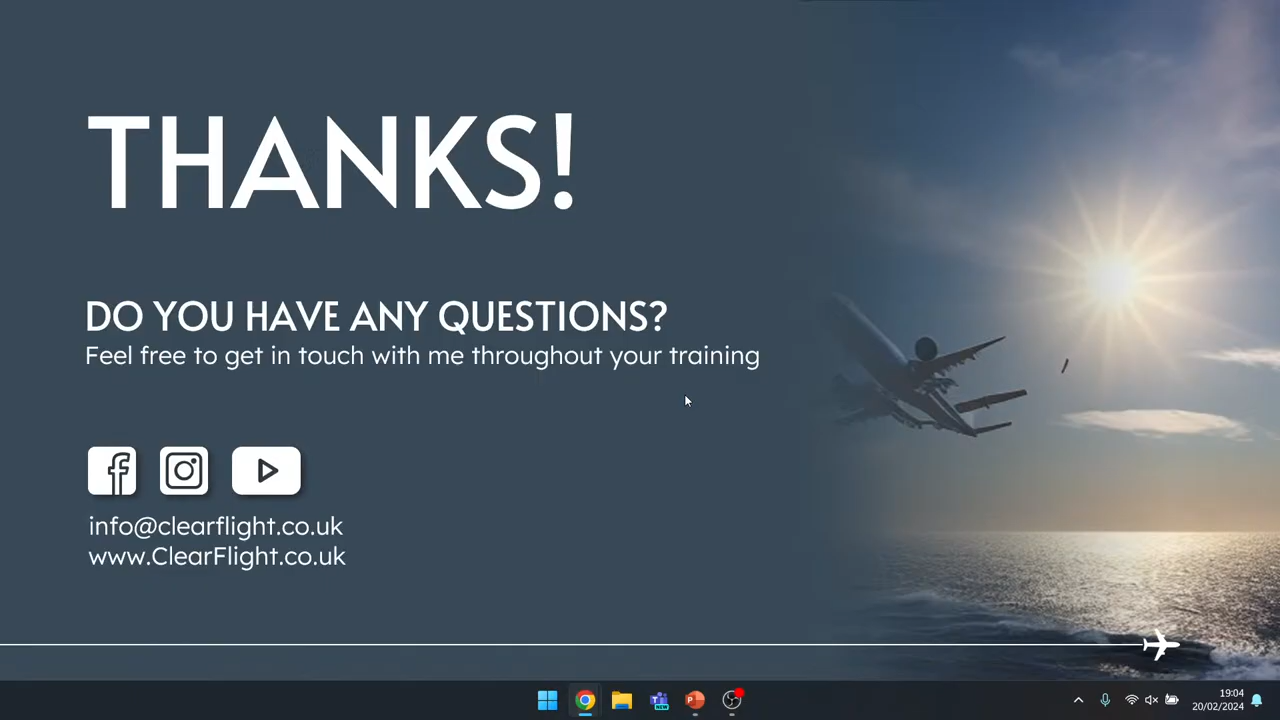 THANKS!
DO YOU HAVE ANY QUESTIONS?
Feel free to get in touch with me throughout your training
info@clearflight.co.uk
www.ClearFlight.co.uk
19:04
20/02/2024